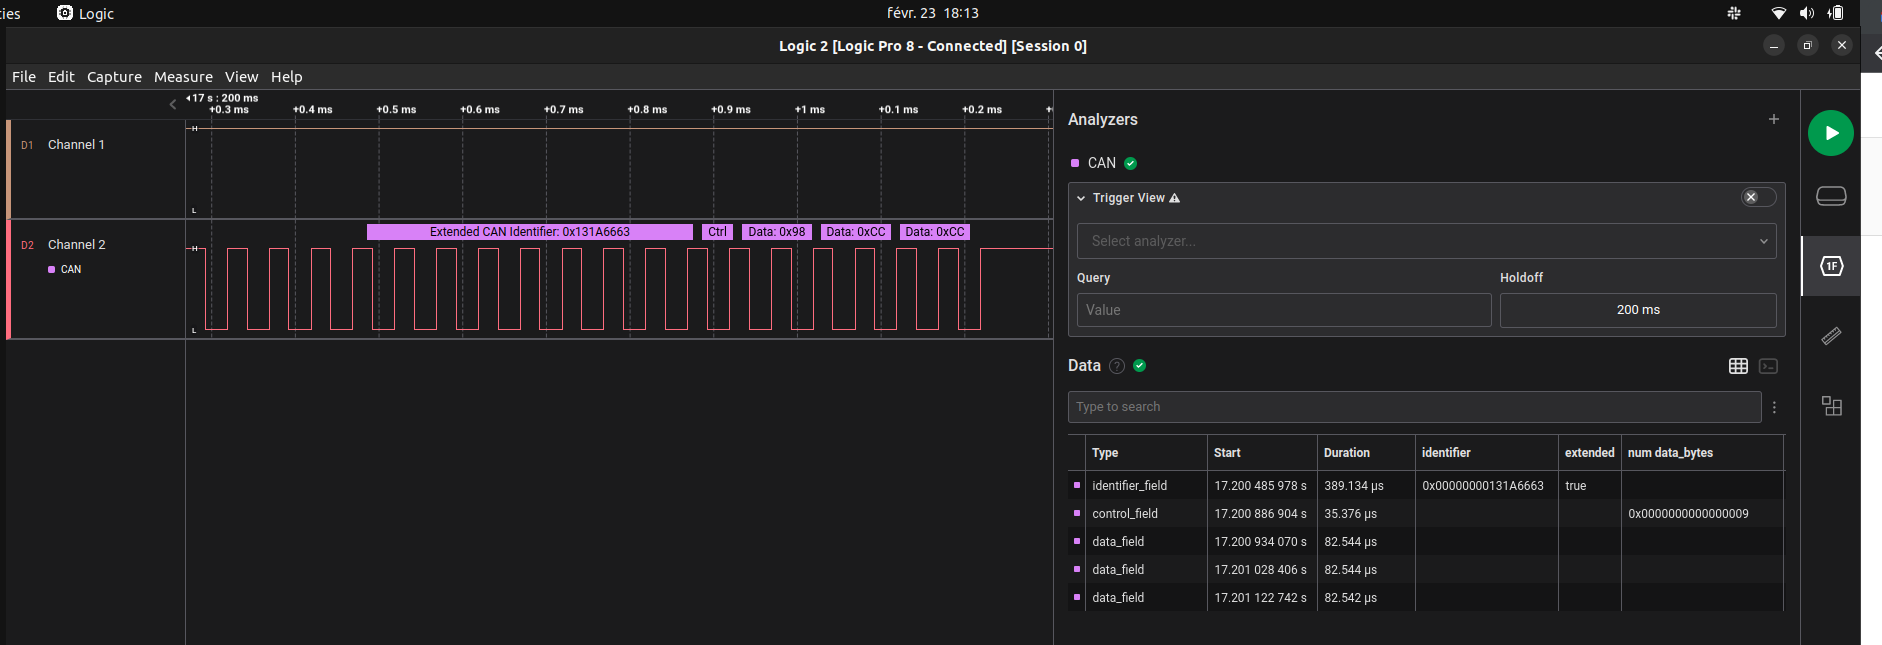 ies Logic févr. 23 18:13
Logic 2 [Logic Pro 8 - Connected] [Session 0]
File Edit Capture Measure View Help
17 s : 200 ms
+0.3 ms +0.4 ms +0.5 ms +0.6 ms +0.7 ms +0.8 ms +0.9 ms +1 ms +0.1 ms +0.2 ms
D1 Channel 1
H
L
D2 Channel 2
CAN
H
L
Extended CAN Identifier: 0x131A6663 Ctrl Data: 0x98 Data: 0xCC Data: 0xCC
Analyzers
CAN
Trigger View
Select analyzer...
Query Holdoff
Value 200 ms
1F
Data
Type to search
Type Start Duration identifier extended num data_bytes
identifier_field 17.200 485 978 s 389.134 µs 0x00000000131A6663 true
control_field 17.200 886 904 s 35.376 µs 0x0000000000000009
data_field 17.200 934 070 s 82.544 µs
data_field 17.201 028 406 s 82.544 µs
data_field 17.201 122 742 s 82.542 µs